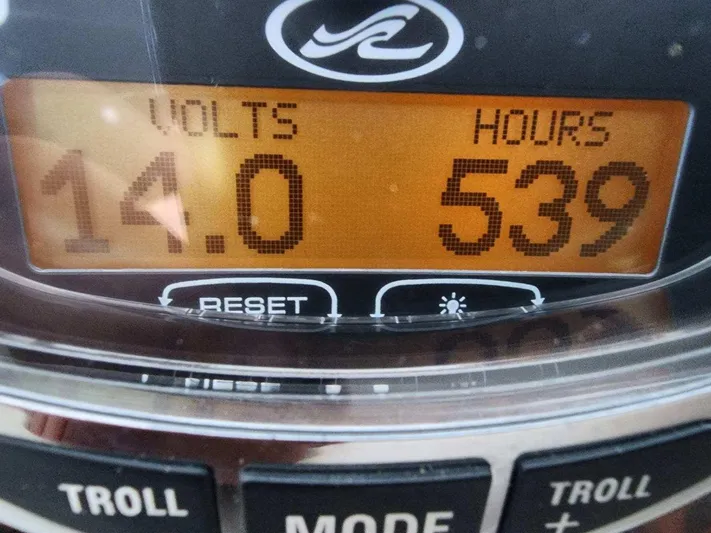 VOLTS HOURS
14.0 539
RESET
TROLL MODE TROLL
+